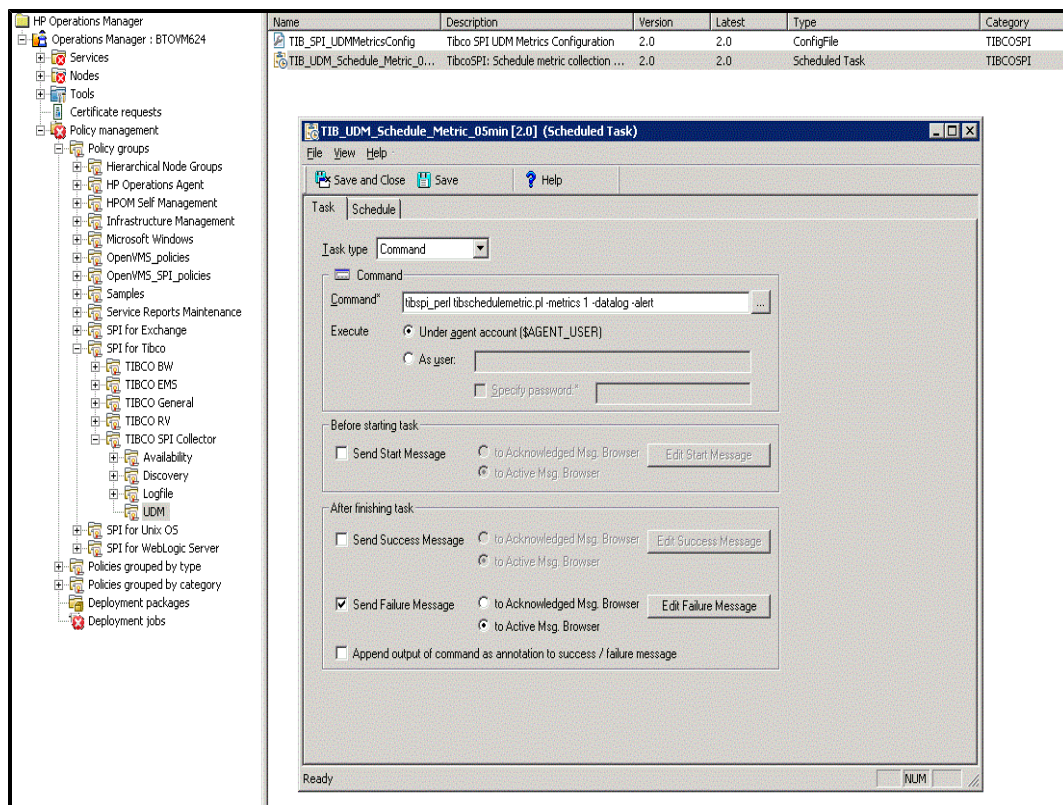 HP Operations Manager
Operations Manager : BTOVM624
Services
Nodes
Tools
Certificate requests
Policy management
Policy groups
Hierarchical Node Groups
HP Operations Agent
HPOM Self Management
Infrastructure Management
Microsoft Windows
OpenVMS_policies
OpenVMS_SPI_policies
Samples
Service Reports Maintenance
SPI for Exchange
SPI for Tibco
TIBCO BW
TIBCO EMS
TIBCO General
TIBCO RV
TIBCO SPI Collector
Availability
Discovery
Logfile
UDM
SPI for Unix OS
SPI for WebLogic Server
Policies grouped by type
Policies grouped by category
Deployment packages
Deployment jobs
Name Description Version Latest Type Category
TIB_SPI_UDMMetricsConfig Tibco SPI UDM Metrics Configuration 2.0 2.0 ConfigFile TIBCOSPI
TIB_UDM_Schedule_Metric_0... TibcoSPI: Schedule metric collection ... 2.0 2.0 Scheduled Task TIBCOSPI
TIB_UDM_Schedule_Metric_05min [2.0] (Scheduled Task)
File View Help
Save and Close Save Help
Task Schedule
Task type Command
Command
Command* tibspi_perl tibschedulemetric.pl -metrics 1 -datalog -alert ...
Execute Under agent account ($AGENT_USER)
As user:
Specify password:*
Before starting task
Send Start Message to Acknowledged Msg. Browser Edit Start Message
to Active Msg. Browser
After finishing task
Send Success Message to Acknowledged Msg. Browser Edit Success Message
to Active Msg. Browser
Send Failure Message to Acknowledged Msg. Browser Edit Failure Message
to Active Msg. Browser
Append output of command as annotation to success / failure message
Ready NUM